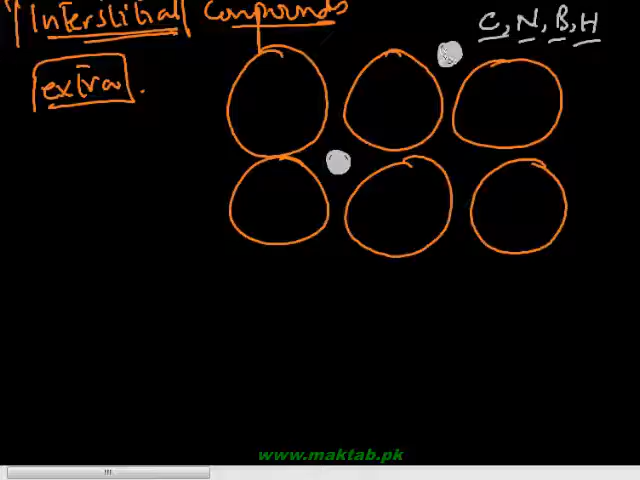 Interstitial Compounds
C, N, B, H
extra.
www.maktab.pk